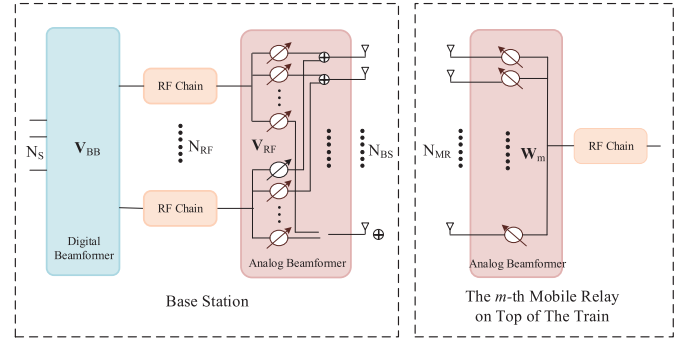 RF Chain
N_S
V_BB
N_RF
V_RF
N_BS
RF Chain
Digital
Beamformer
Analog Beamformer
Base Station
N_MR
W_m
RF Chain
Analog Beamformer
The m-th Mobile Relay
on Top of The Train